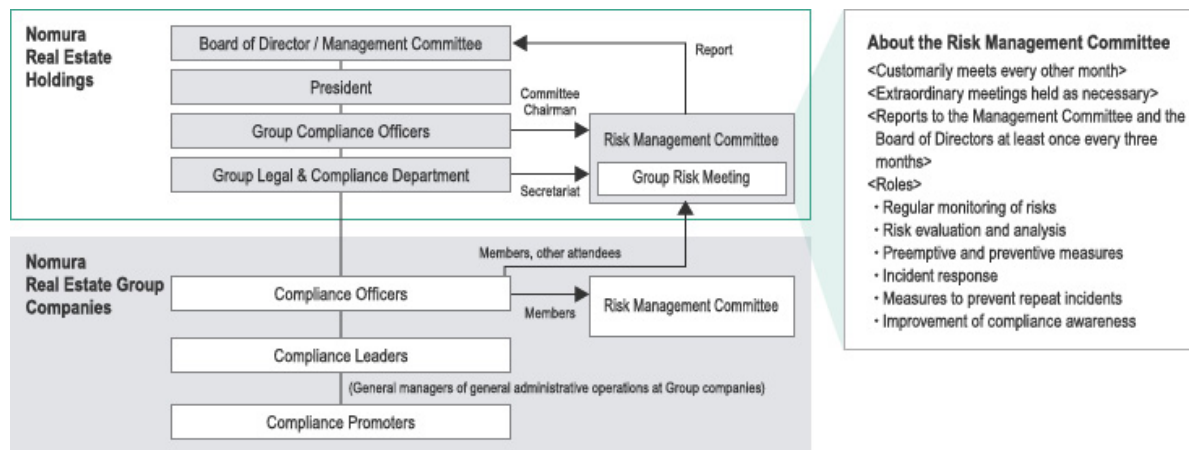 Nomura
Real Estate
Holdings
Board of Director / Management Committee
President
Group Compliance Officers
Group Legal & Compliance Department
Report
Committee
Chairman
Secretariat
Risk Management Committee
Group Risk Meeting
Nomura
Real Estate Group
Companies
Members, other attendees
Compliance Officers
Members
Risk Management Committee
Compliance Leaders
(General managers of general administrative operations at Group companies)
Compliance Promoters
About the Risk Management Committee
<Customarily meets every other month>
<Extraordinary meetings held as necessary>
<Reports to the Management Committee and the
Board of Directors at least once every three
months>
<Roles>
・Regular monitoring of risks
・Risk evaluation and analysis
・Preemptive and preventive measures
・Incident response
・Measures to prevent repeat incidents
・Improvement of compliance awareness